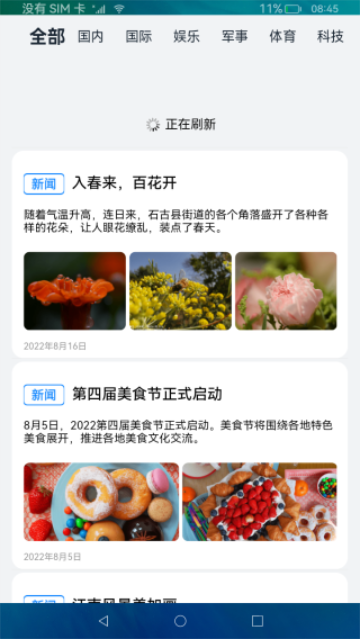 没有 SIM 卡 11% 08:45
全部 国内 国际 娱乐 军事 体育 科技
正在刷新
新闻 入春来，百花开
随着气温升高，连日来，石古县街道的各个角落盛开了各种各
样的花朵，让人眼花缭乱，装点了春天。
2022年8月16日
新闻 第四届美食节正式启动
8月5日，2022第四届美食节正式启动。美食节将围绕各地特色
美食展开，推进各地美食文化交流。
2022年8月5日
新闻 江南风景美如画